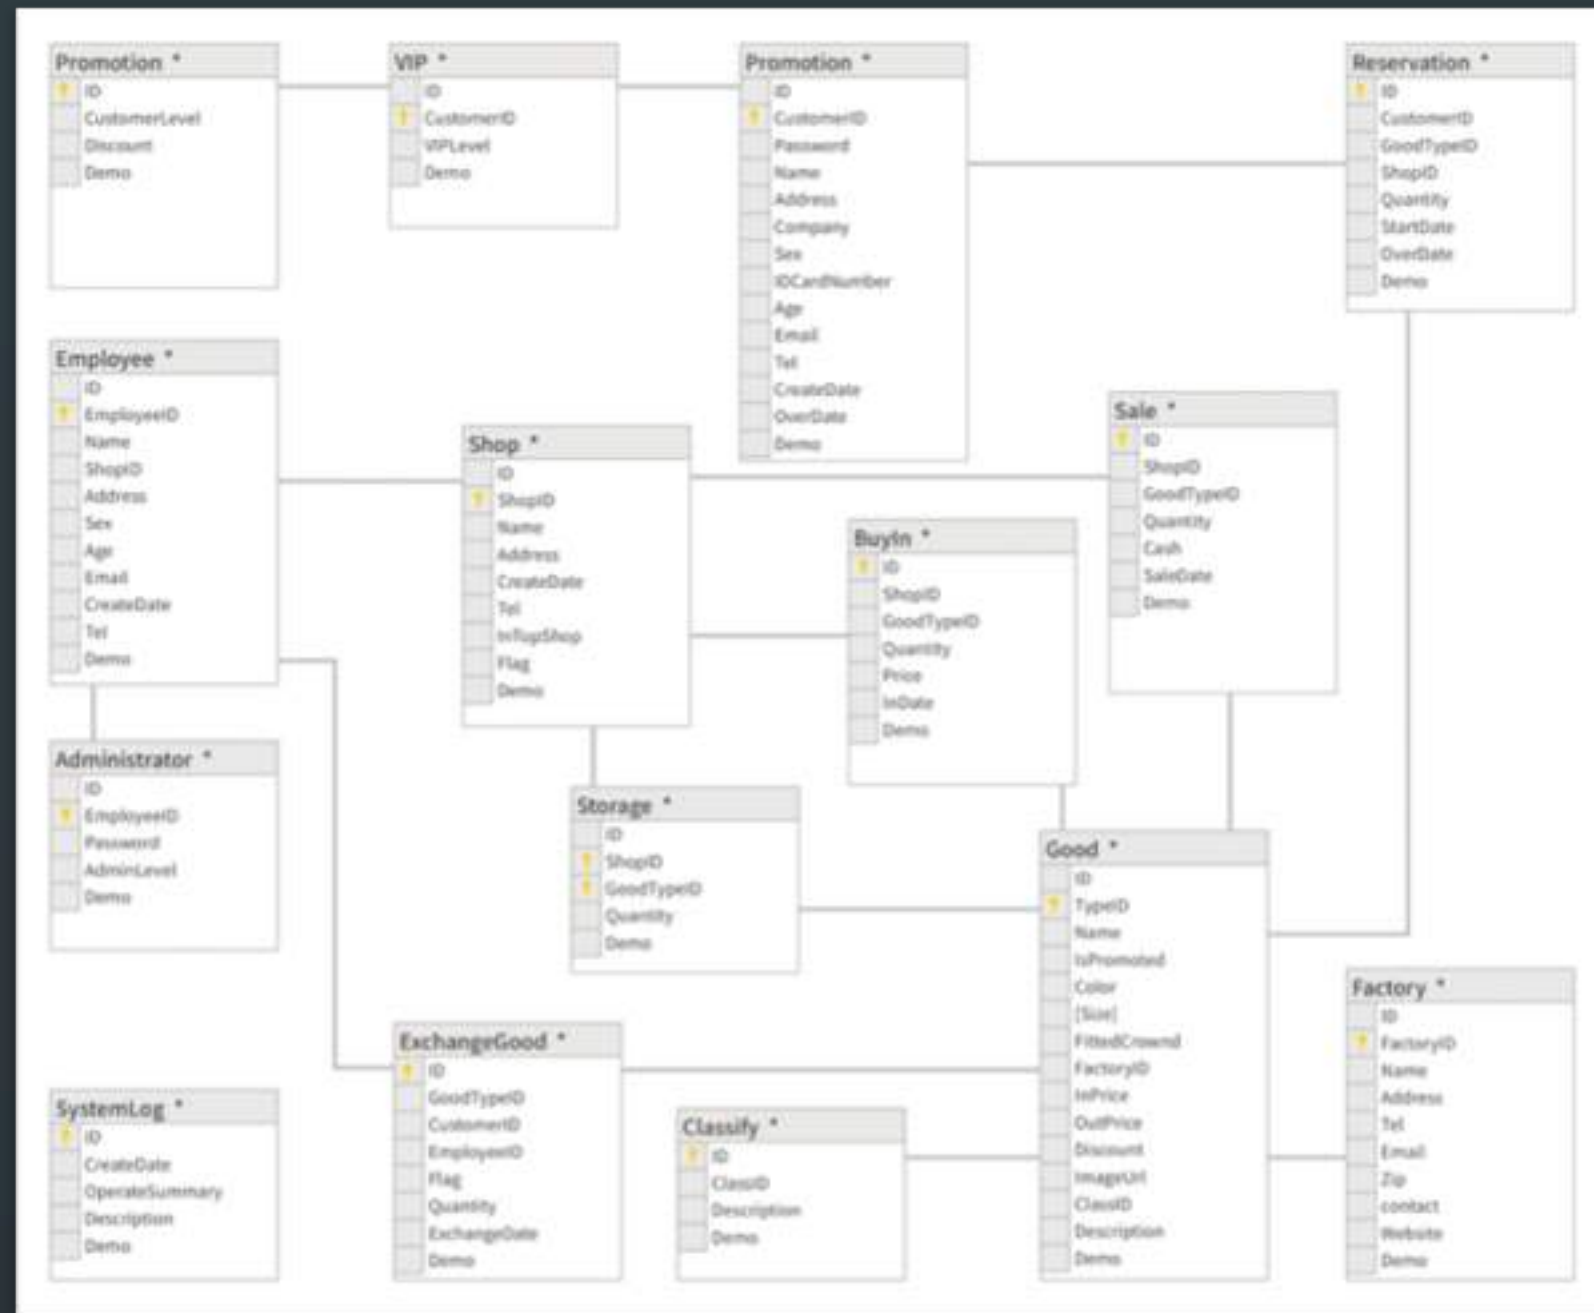 Promotion *
ID
CustomerLevel
Discount
Demo
VIP *
ID
CustomerID
VIPLevel
Demo
Promotion *
ID
CustomerID
Password
Name
Address
Company
Sex
IDCardNumber
Age
Email
Tel
CreateDate
OverDate
Demo
Reservation *
ID
CustomerID
GoodTypeID
ShopID
Quantity
StartDate
OverDate
Demo
Employee *
ID
EmployeeID
Name
ShopID
Address
Sex
Age
Email
CreateDate
Tel
Demo
Shop *
ID
ShopID
Name
Address
CreateDate
Tel
Flag
Demo
Sale *
ID
ShopID
GoodTypeID
Quantity
Cash
SaleDate
Demo
BuyIn *
ID
ShopID
GoodTypeID
Quantity
Price
InDate
Demo
Administrator *
ID
EmployeeID
Password
AdminLevel
Demo
Storage *
ID
ShopID
GoodTypeID
Quantity
Demo
Good *
ID
TypeID
Name
IsPromoted
Color
[Size]
FittedCrownd
FactoryID
InPrice
OutPrice
Discount
ImageUrl
ClassID
Description
Demo
Factory *
ID
FactoryID
Name
Address
Tel
Email
Zip
contact
Website
Demo
ExchangeGood *
ID
GoodTypeID
CustomerID
EmployeeID
Flag
Quantity
ExchangeDate
Demo
Classify *
ID
ClassID
Description
Demo
SystemLog *
ID
CreateDate
OperateSummary
Description
Demo